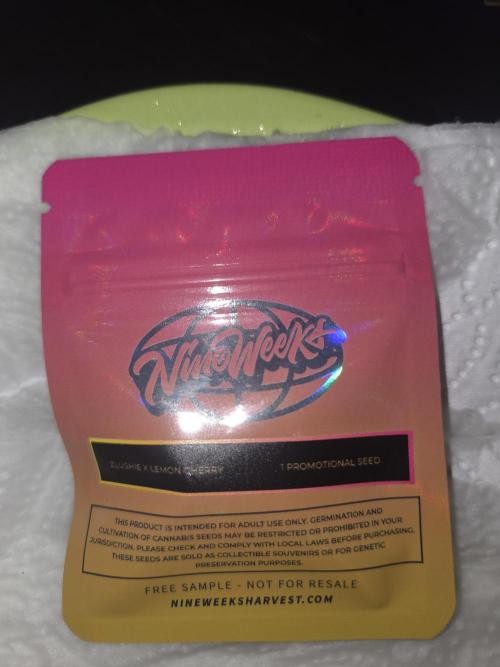 NineWeeks
ZLUSHIE X LEMON CHERRY 1 PROMOTIONAL SEED
THIS PRODUCT IS INTENDED FOR ADULT USE ONLY. GERMINATION AND
CULTIVATION OF CANNABIS SEEDS MAY BE RESTRICTED OR PROHIBITED IN YOUR
JURISDICTION. PLEASE CHECK AND COMPLY WITH LOCAL LAWS BEFORE PURCHASING.
THESE SEEDS ARE SOLD AS COLLECTIBLE SOUVENIRS OR FOR GENETIC
PRESERVATION PURPOSES.
FREE SAMPLE - NOT FOR RESALE
NINEWEEKSHARVEST.COM